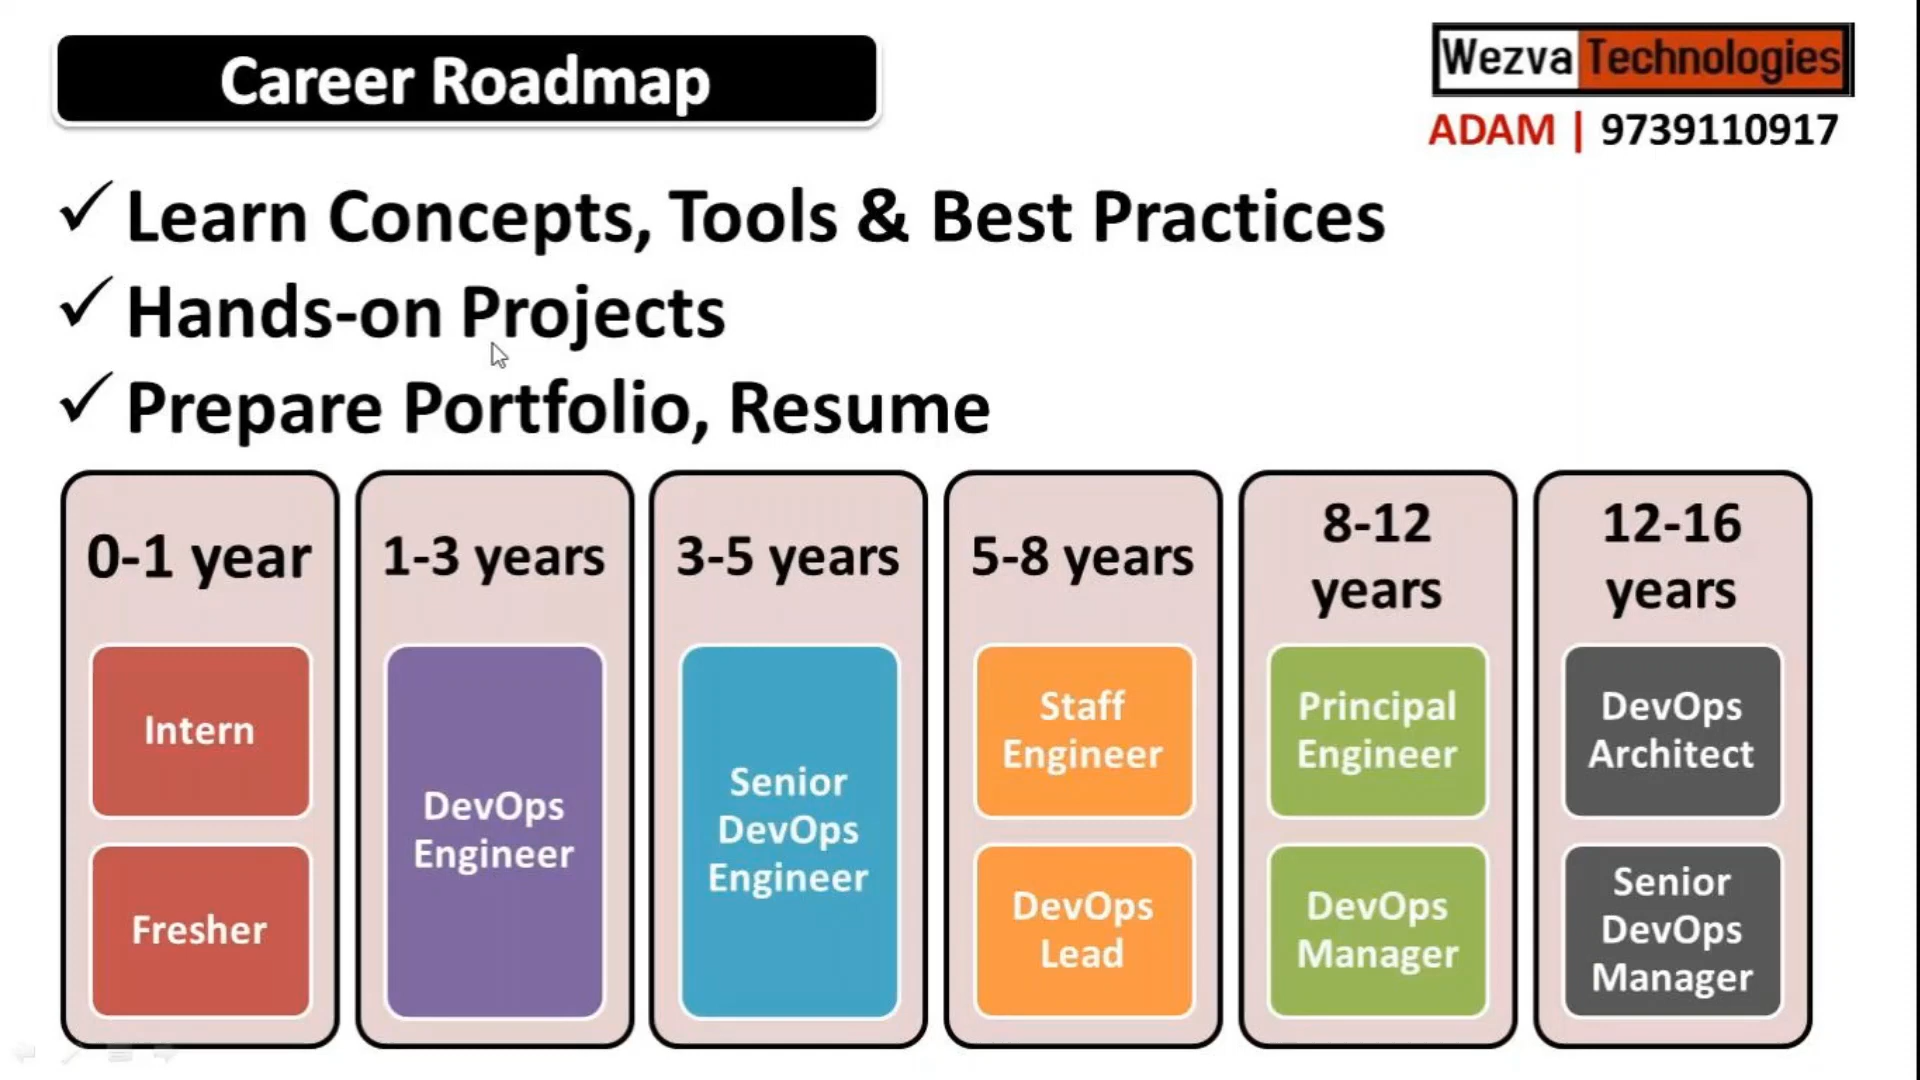 Career Roadmap
Wezva Technologies
ADAM | 9739110917
✓ Learn Concepts, Tools & Best Practices
✓ Hands-on Projects
✓ Prepare Portfolio, Resume
0-1 year
Intern
Fresher
1-3 years
DevOps
Engineer
3-5 years
Senior
DevOps
Engineer
5-8 years
Staff
Engineer
DevOps
Lead
8-12
years
Principal
Engineer
DevOps
Manager
12-16
years
DevOps
Architect
Senior
DevOps
Manager